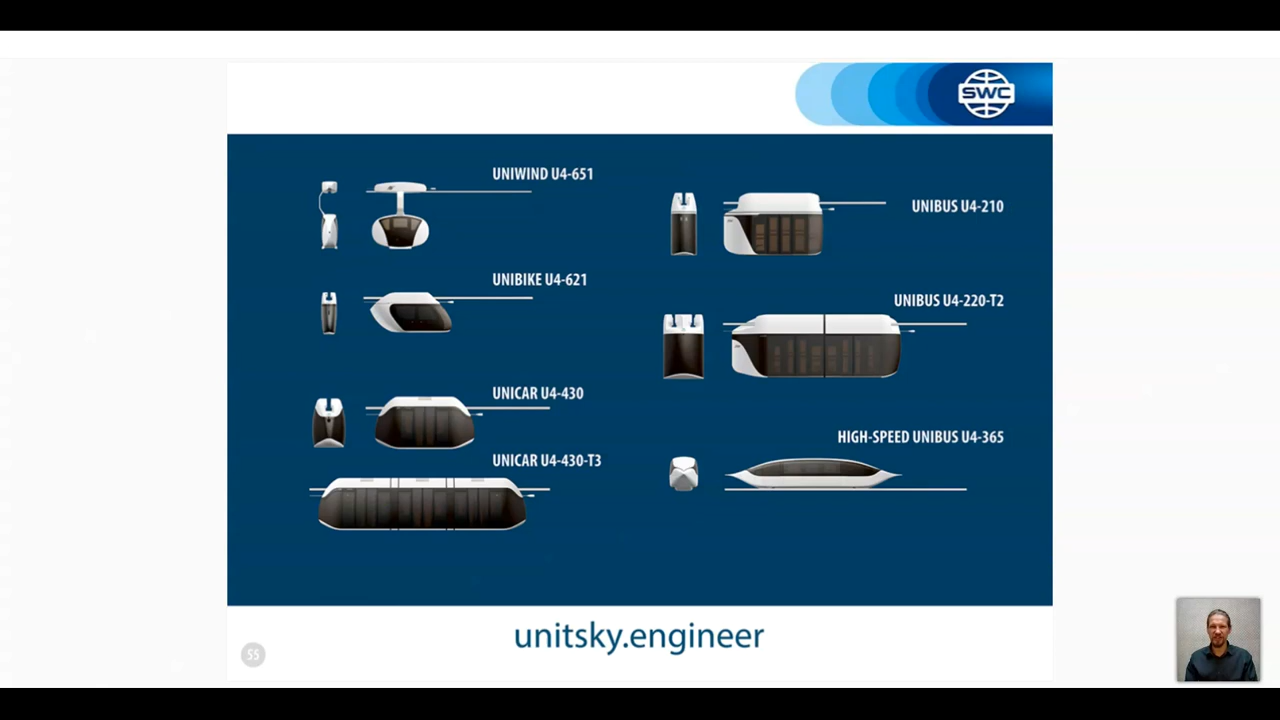 SWC
UNIWIND U4-651
UNIBIKE U4-621
UNICAR U4-430
UNICAR U4-430-T3
UNIBUS U4-210
UNIBUS U4-220-T2
HIGH-SPEED UNIBUS U4-365
unitsky.engineer
55